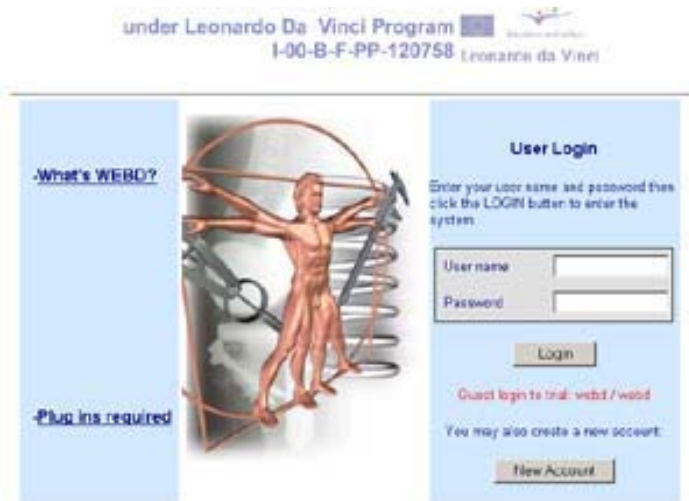 under Leonardo Da Vinci Program
I-00-B-F-PP-120758
Leonardo da Vinci
-What's WEBD?
-Plug ins required
User Login
Enter your user name and password then
click the LOGIN button to enter the
system
User name
Password
Login
Guest login to trial: webd / webd
You may also create a new account:
New Account